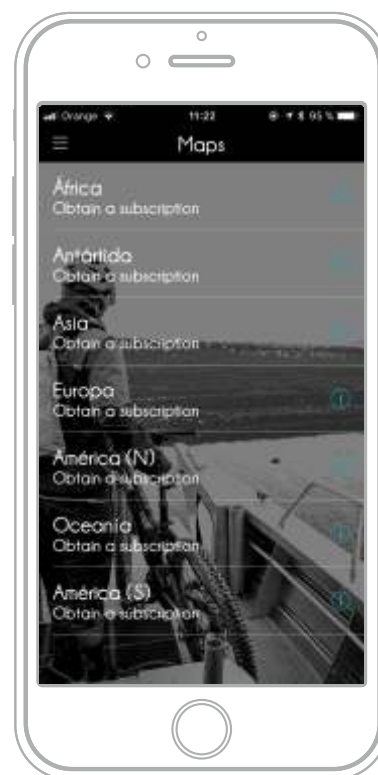 Orange 11:22 95 %
Maps
África
Obtain a subscription
Antártida
Obtain a subscription
Asia
Obtain a subscription
Europa
Obtain a subscription
América (N)
Obtain a subscription
Oceanía
Obtain a subscription
América (S)
Obtain a subscription